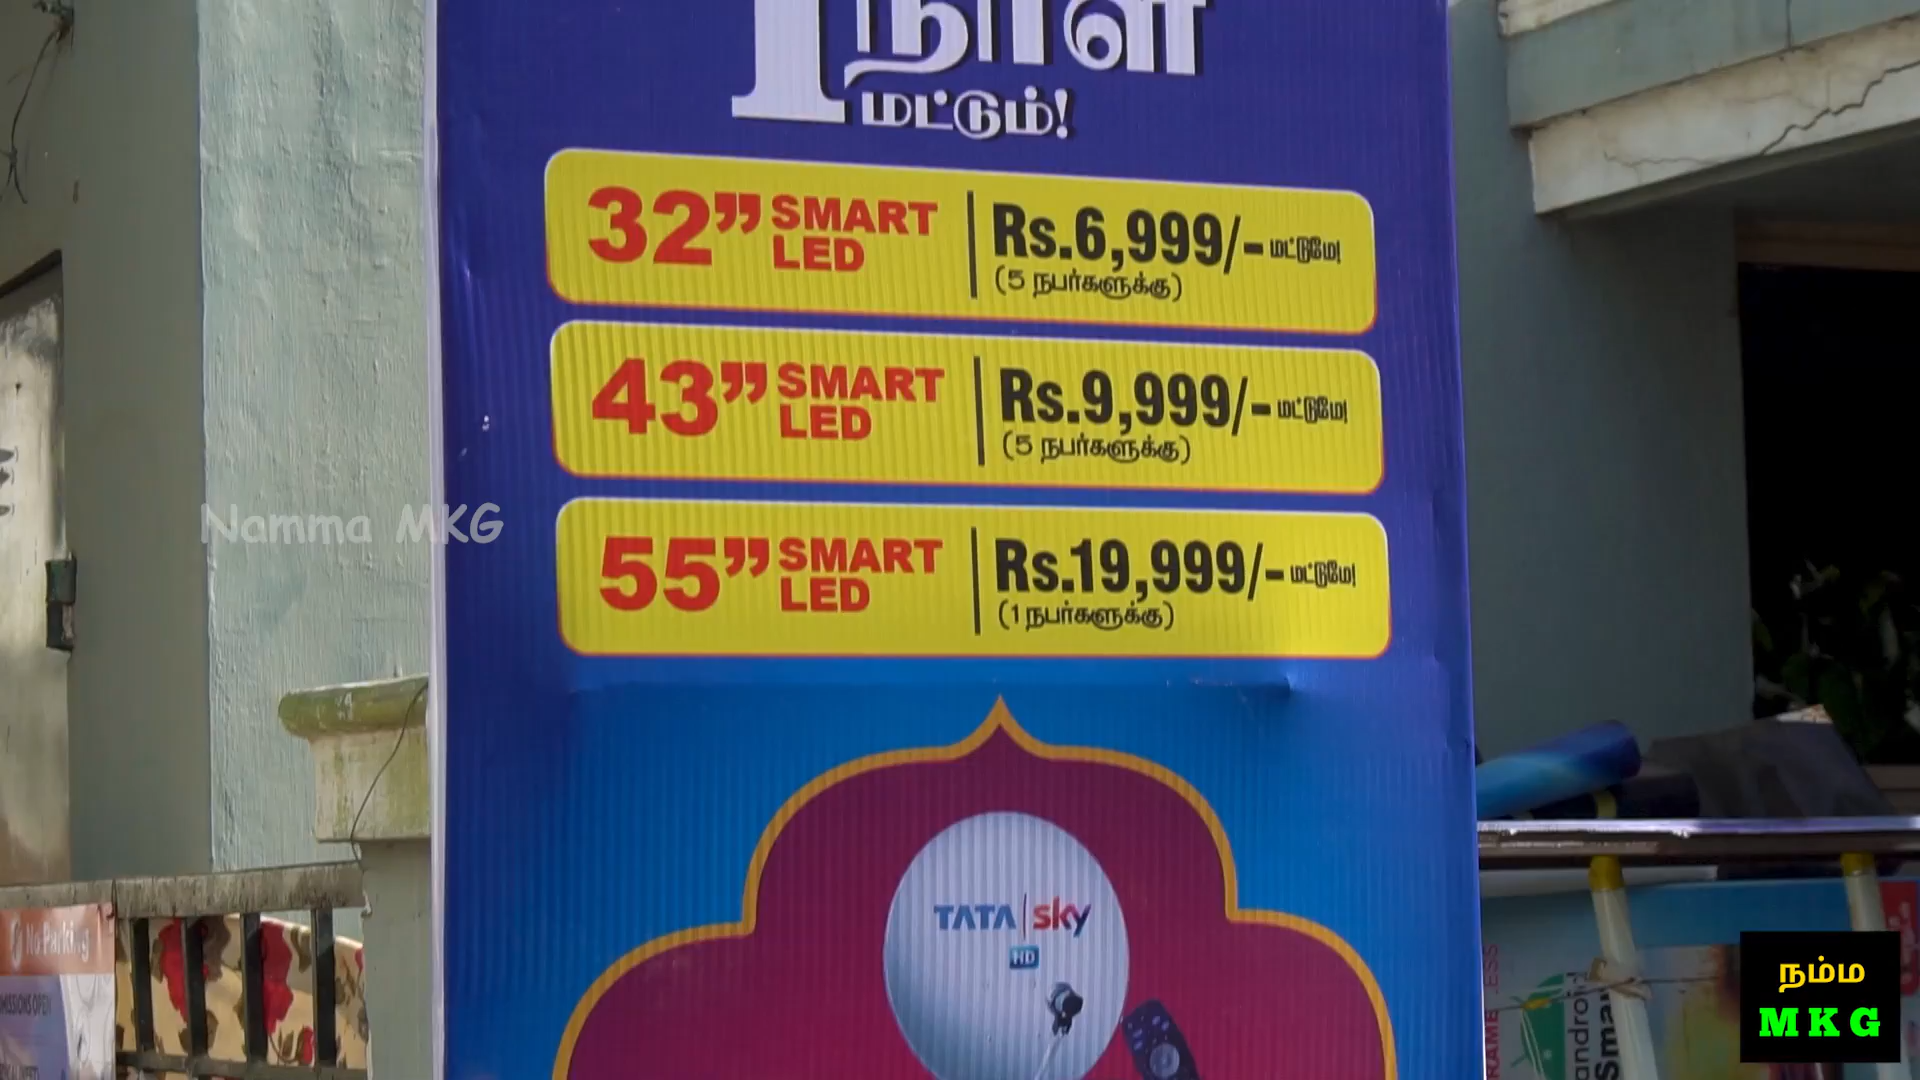 1 நாள்
மட்டும்!
32” SMART LED
Rs.6,999/- மட்டுமே!
(5 நபர்களுக்கு)
43” SMART LED
Rs.9,999/- மட்டுமே!
(5 நபர்களுக்கு)
55” SMART LED
Rs.19,999/- மட்டுமே!
(1 நபர்களுக்கு)
Namma MKG
TATA sky
HD
No Parking
android
நம்ம
MKG